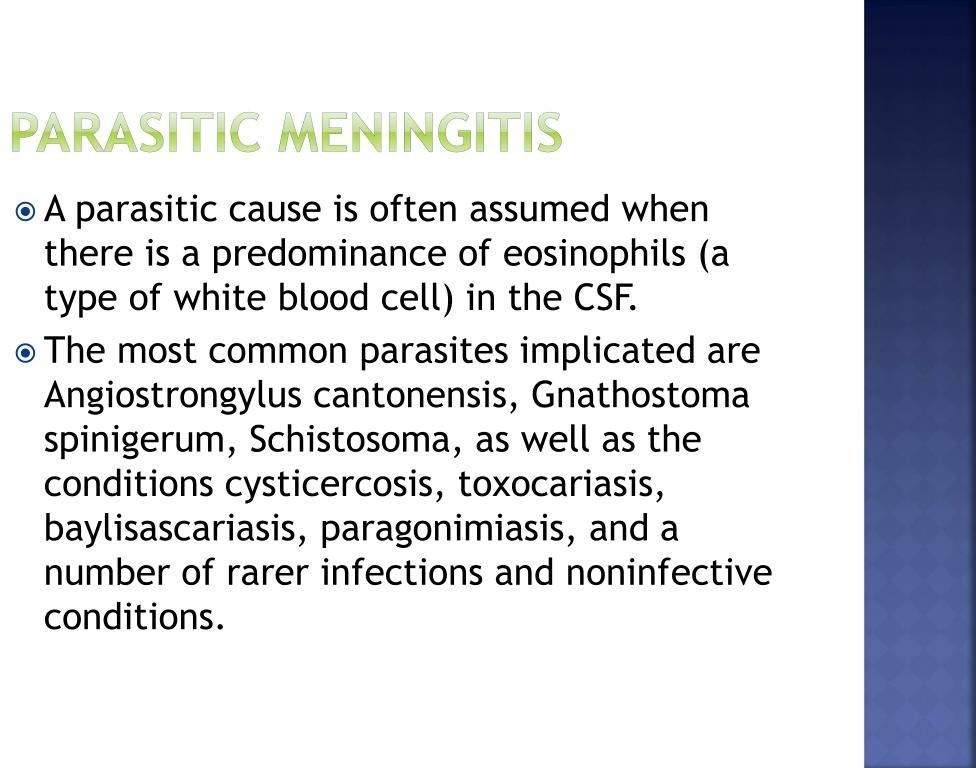 PARASITIC MENINGITIS
A parasitic cause is often assumed when
there is a predominance of eosinophils (a
type of white blood cell) in the CSF.
The most common parasites implicated are
Angiostrongylus cantonensis, Gnathostoma
spinigerum, Schistosoma, as well as the
conditions cysticercosis, toxocariasis,
baylisascariasis, paragonimiasis, and a
number of rarer infections and noninfective
conditions.